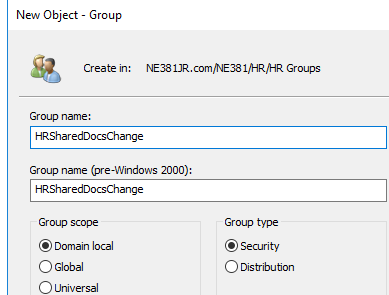 New Object - Group
Create in: NE381JR.com/NE381/HR/HR Groups
Group name:
HRSharedDocsChange
Group name (pre-Windows 2000):
HRSharedDocsChange
Group scope Group type
Domain local Security
Global Distribution
Universal